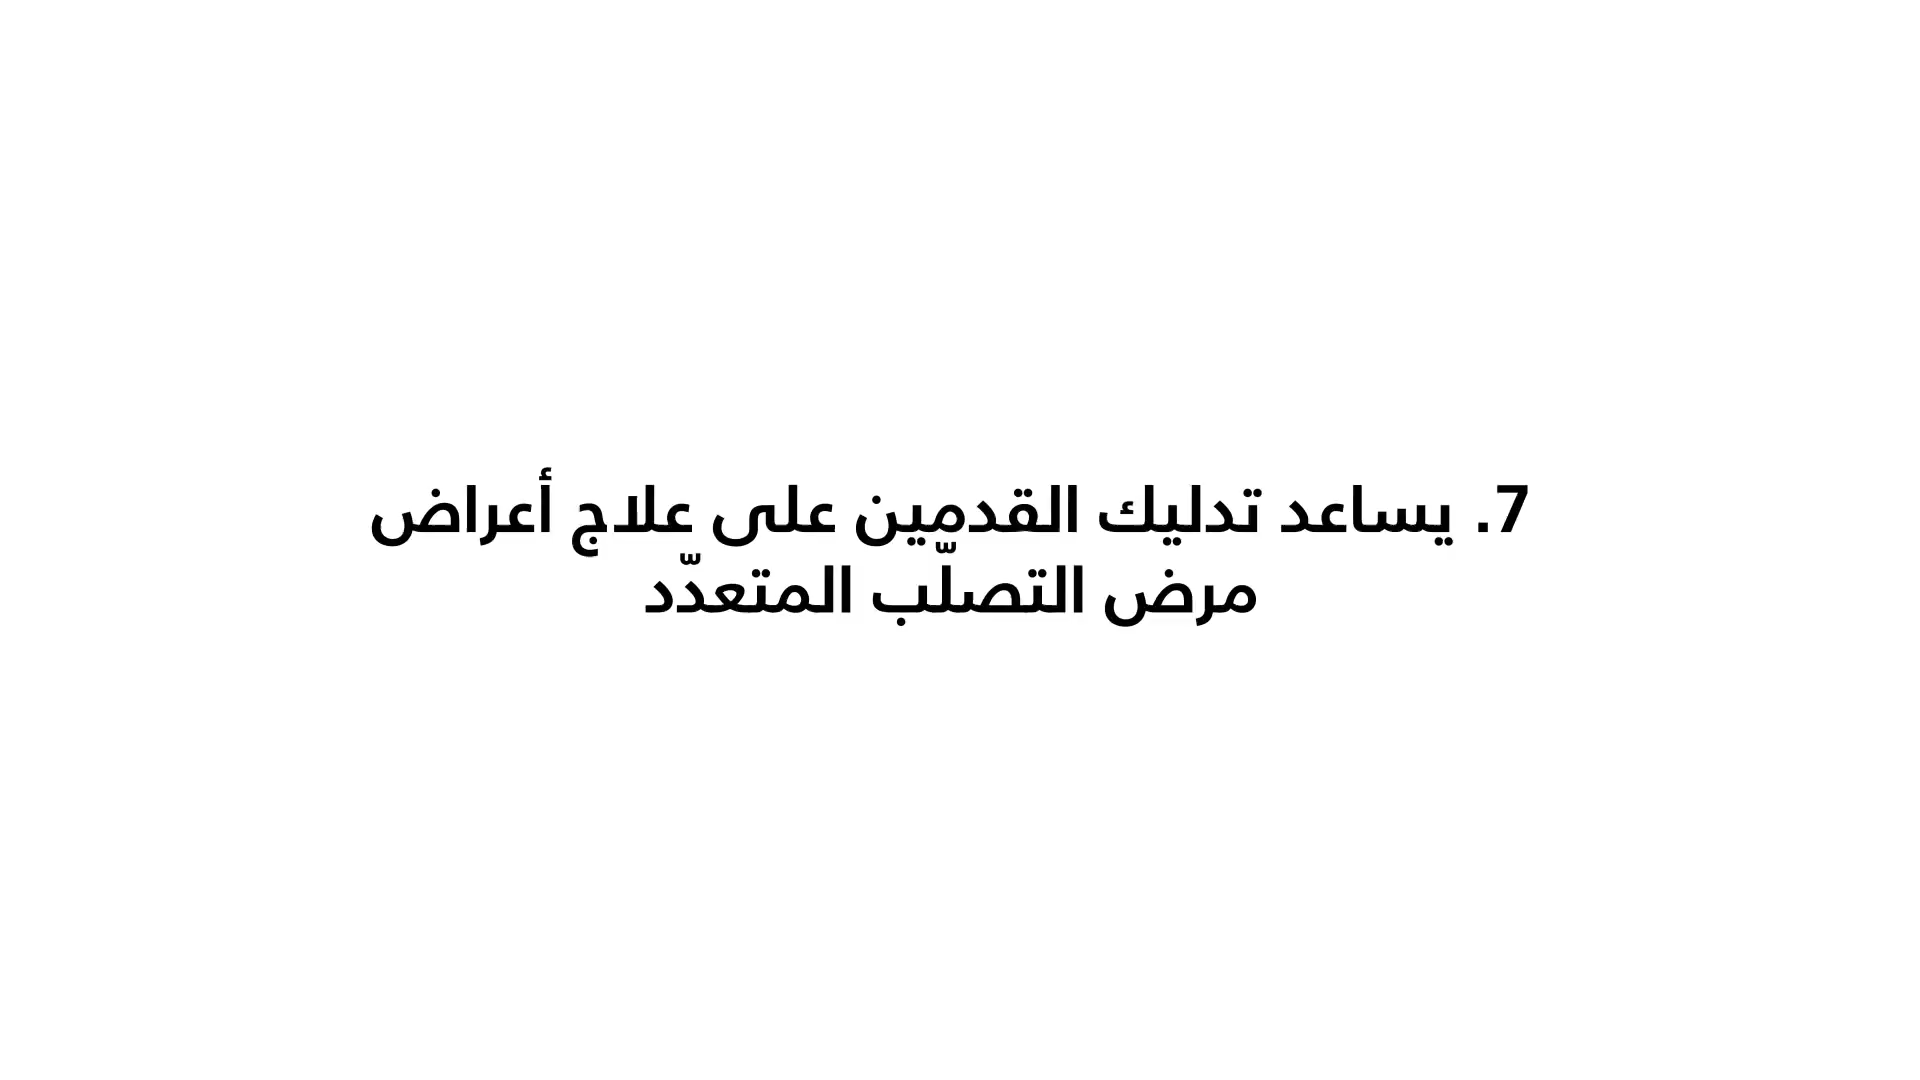 7. يساعد تدليك القدمين على علاج أعراض
مرض التصلّب المتعدّد